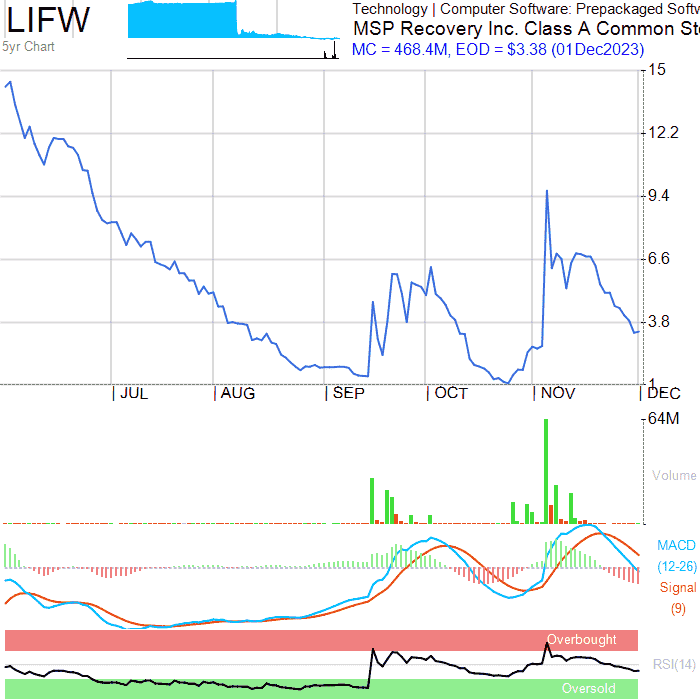 LIFW
5yr Chart
Technology | Computer Software: Prepackaged Softw
MSP Recovery Inc. Class A Common Sto
MC = 468.4M, EOD = $3.38 (01Dec2023)
15
12.2
9.4
6.6
3.8
1
JUL AUG SEP OCT NOV DEC
64M
Volume
MACD
(12-26)
Signal
(9)
Overbought
RSI(14)
Oversold